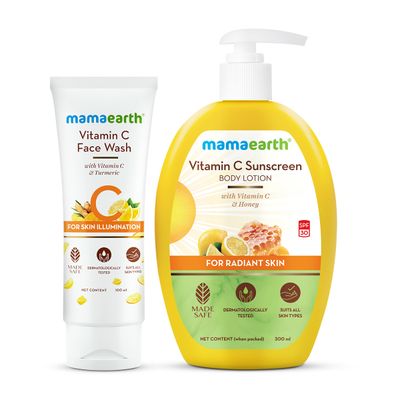 mamaearth®
Vitamin C
Face Wash
with Vitamin C
& Turmeric
C
FOR SKIN ILLUMINATION
MADE
SAFE
DERMATOLOGICALLY
TESTED
SUITS ALL
SKIN TYPES
NET CONTENT 100 ml
mamaearth®
Vitamin C Sunscreen
BODY LOTION
with Vitamin C
& Honey
SPF
30
FOR RADIANT SKIN
MADE
SAFE
DERMATOLOGICALLY
TESTED
SUITS ALL
SKIN TYPES
NET CONTENT (when packed) 300 ml